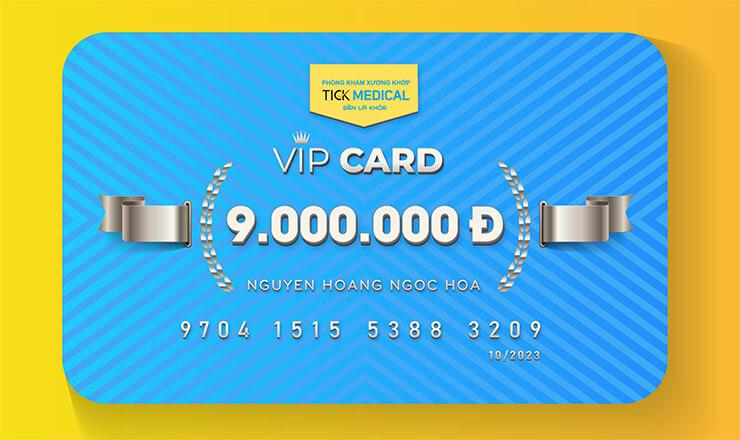 PHÒNG KHÁM XƯƠNG KHỚP
TICK MEDICAL
ĐẾN LÀ KHỎE
VIP CARD
9.000.000 Đ
NGUYEN HOANG NGOC HOA
9704 1515 5388 3209
10/2023